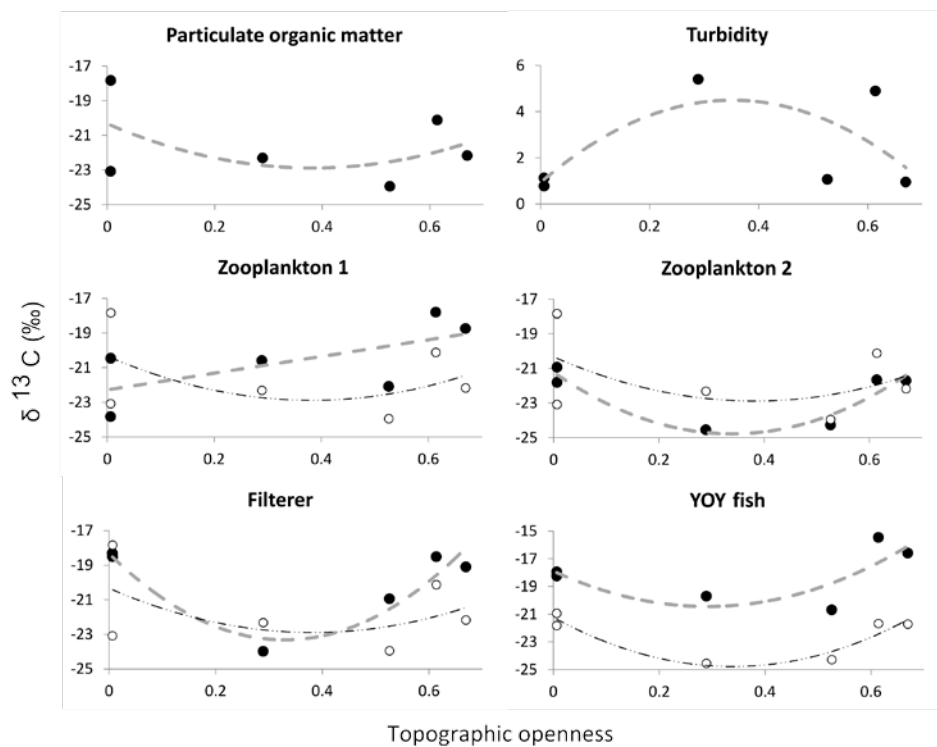 Particulate organic matter
-17
-19
-21
-23
-25
0 0.2 0.4 0.6
Turbidity
6
4
2
0
0 0.2 0.4 0.6
δ 13 C (‰)
Zooplankton 1
-17
-19
-21
-23
-25
0 0.2 0.4 0.6
Zooplankton 2
-17
-19
-21
-23
-25
0 0.2 0.4 0.6
Filterer
-17
-19
-21
-23
-25
0 0.2 0.4 0.6
YOY fish
-15
-17
-19
-21
-23
-25
0 0.2 0.4 0.6
Topographic openness